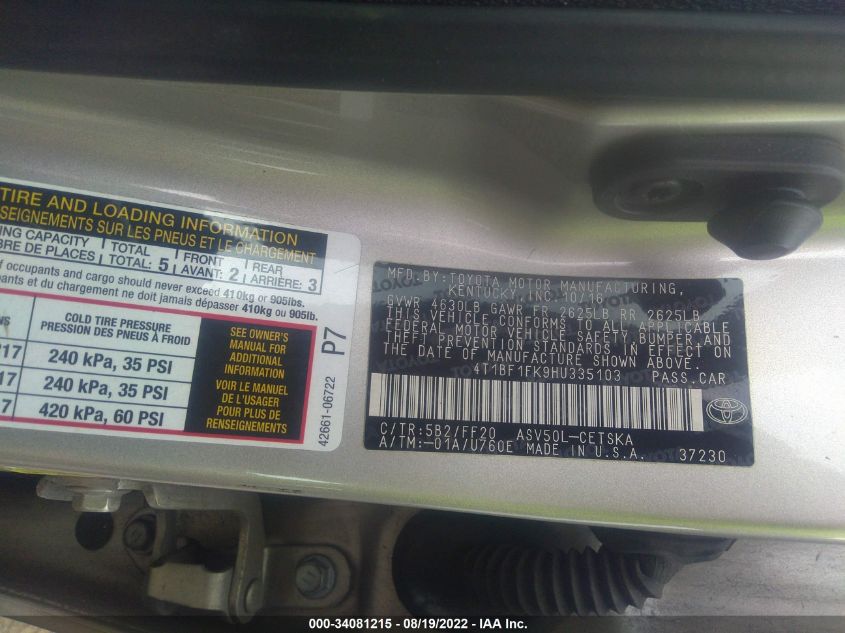 TIRE AND LOADING INFORMATION
SEIGNEMENTS SUR LES PNEUS ET LE CHARGEMENT
CAPACITY TOTAL FRONT REAR
BRE DE PLACES TOTAL: 5 AVANT: 2 ARRIERE: 3
of occupants and cargo should never exceed 410kg or 905lbs.
et du chargement ne doit jamais dépasser 410kg ou 905lb.
COLD TIRE PRESSURE
PRESSION DES PNEUS À FROID
240 kPa, 35 PSI
240 kPa, 35 PSI
420 kPa, 60 PSI
SEE OWNER'S
MANUAL FOR
ADDITIONAL
INFORMATION
VOIR LE MANUEL
DE L'USAGER
POUR PLUS DE
RENSEIGNEMENTS
P7
42661-06722
MFD. BY: TOYOTA MOTOR MANUFACTURING,
KENTUCKY, INC. 10/16
GVWR 4630LB GAWR FR 2625LB RR 2625LB
THIS VEHICLE CONFORMS TO ALL APPLICABLE
FEDERAL MOTOR VEHICLE SAFETY, BUMPER, AND
THEFT PREVENTION STANDARDS IN EFFECT ON
THE DATE OF MANUFACTURE SHOWN ABOVE.
4T1BF1FK9HU335103 PASS. CAR
C/TR: 5B2/FF20 ASV50L-CETSKA
A/TM: -01A/U760E MADE IN U.S.A. 37230
000-34081215 - 08/19/2022 - IAA Inc.